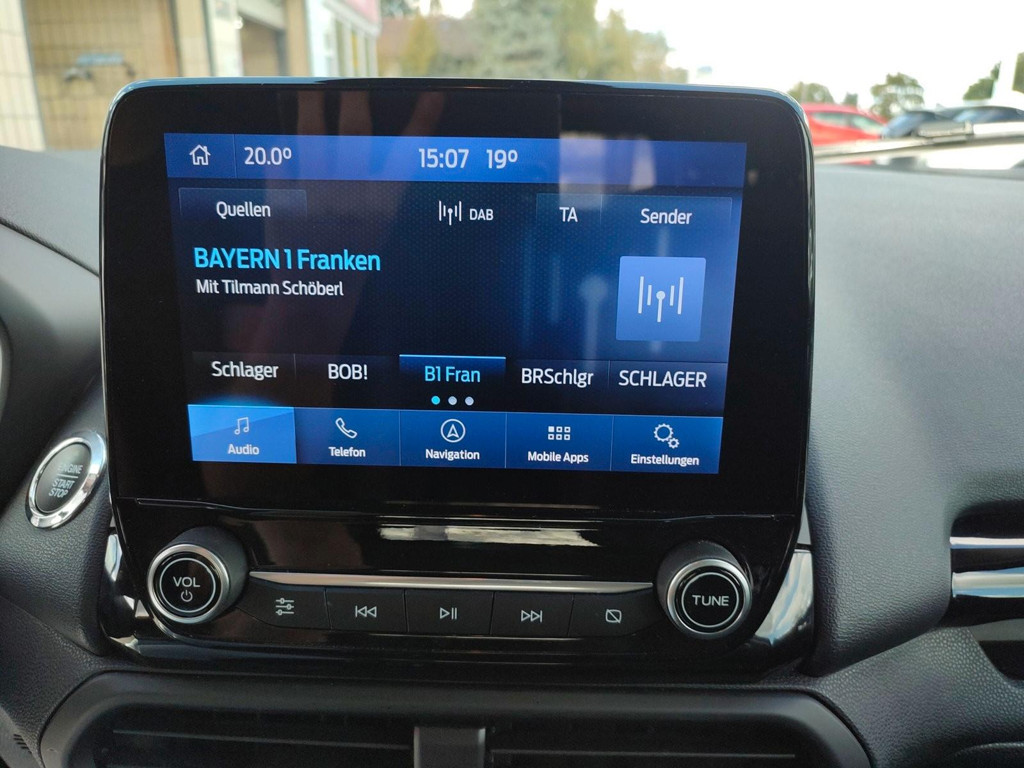 20.0° 15:07 19°
Quellen DAB TA Sender
BAYERN 1 Franken
Mit Tilmann Schöberl
Schlager BOB! B1 Fran BRSchlgr SCHLAGER
Audio Telefon Navigation Mobile Apps Einstellungen
ENGINE
START
STOP
VOL
TUNE